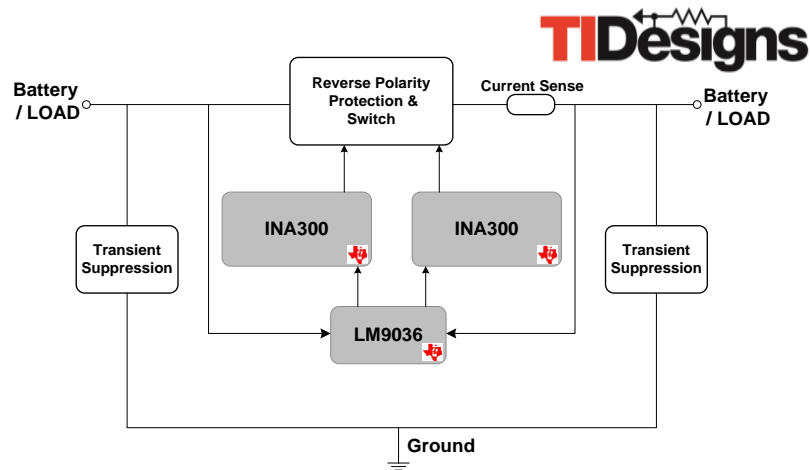 TIDesigns
Battery
/ LOAD
Reverse Polarity
Protection &
Switch
Current Sense
Battery
/ LOAD
INA300
INA300
Transient
Suppression
Transient
Suppression
LM9036
Ground